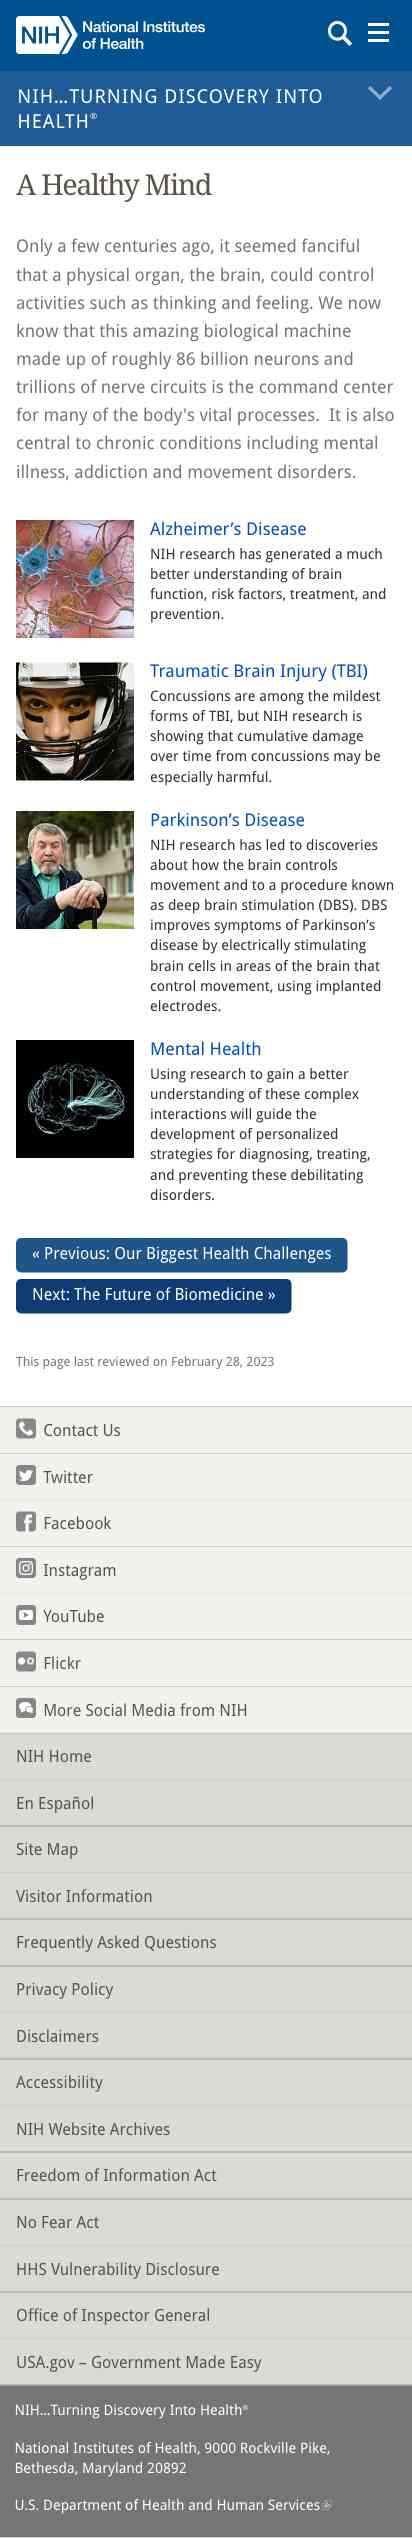 NIH National Institutes
of Health
NIH...TURNING DISCOVERY INTO
HEALTH®
A Healthy Mind
Only a few centuries ago, it seemed fanciful
that a physical organ, the brain, could control
activities such as thinking and feeling. We now
know that this amazing biological machine
made up of roughly 86 billion neurons and
trillions of nerve circuits is the command center
for many of the body's vital processes.  It is also
central to chronic conditions including mental
illness, addiction and movement disorders.
Alzheimer’s Disease
NIH research has generated a much
better understanding of brain
function, risk factors, treatment, and
prevention.
Traumatic Brain Injury (TBI)
Concussions are among the mildest
forms of TBI, but NIH research is
showing that cumulative damage
over time from concussions may be
especially harmful.
Parkinson’s Disease
NIH research has led to discoveries
about how the brain controls
movement and to a procedure known
as deep brain stimulation (DBS). DBS
improves symptoms of Parkinson’s
disease by electrically stimulating
brain cells in areas of the brain that
control movement, using implanted
electrodes.
Mental Health
Using research to gain a better
understanding of these complex
interactions will guide the
development of personalized
strategies for diagnosing, treating,
and preventing these debilitating
disorders.
« Previous: Our Biggest Health Challenges
Next: The Future of Biomedicine »
This page last reviewed on February 28, 2023
Contact Us
Twitter
Facebook
Instagram
YouTube
Flickr
More Social Media from NIH
NIH Home
En Español
Site Map
Visitor Information
Frequently Asked Questions
Privacy Policy
Disclaimers
Accessibility
NIH Website Archives
Freedom of Information Act
No Fear Act
HHS Vulnerability Disclosure
Office of Inspector General
USA.gov – Government Made Easy
NIH...Turning Discovery Into Health®
National Institutes of Health, 9000 Rockville Pike,
Bethesda, Maryland 20892
U.S. Department of Health and Human Services